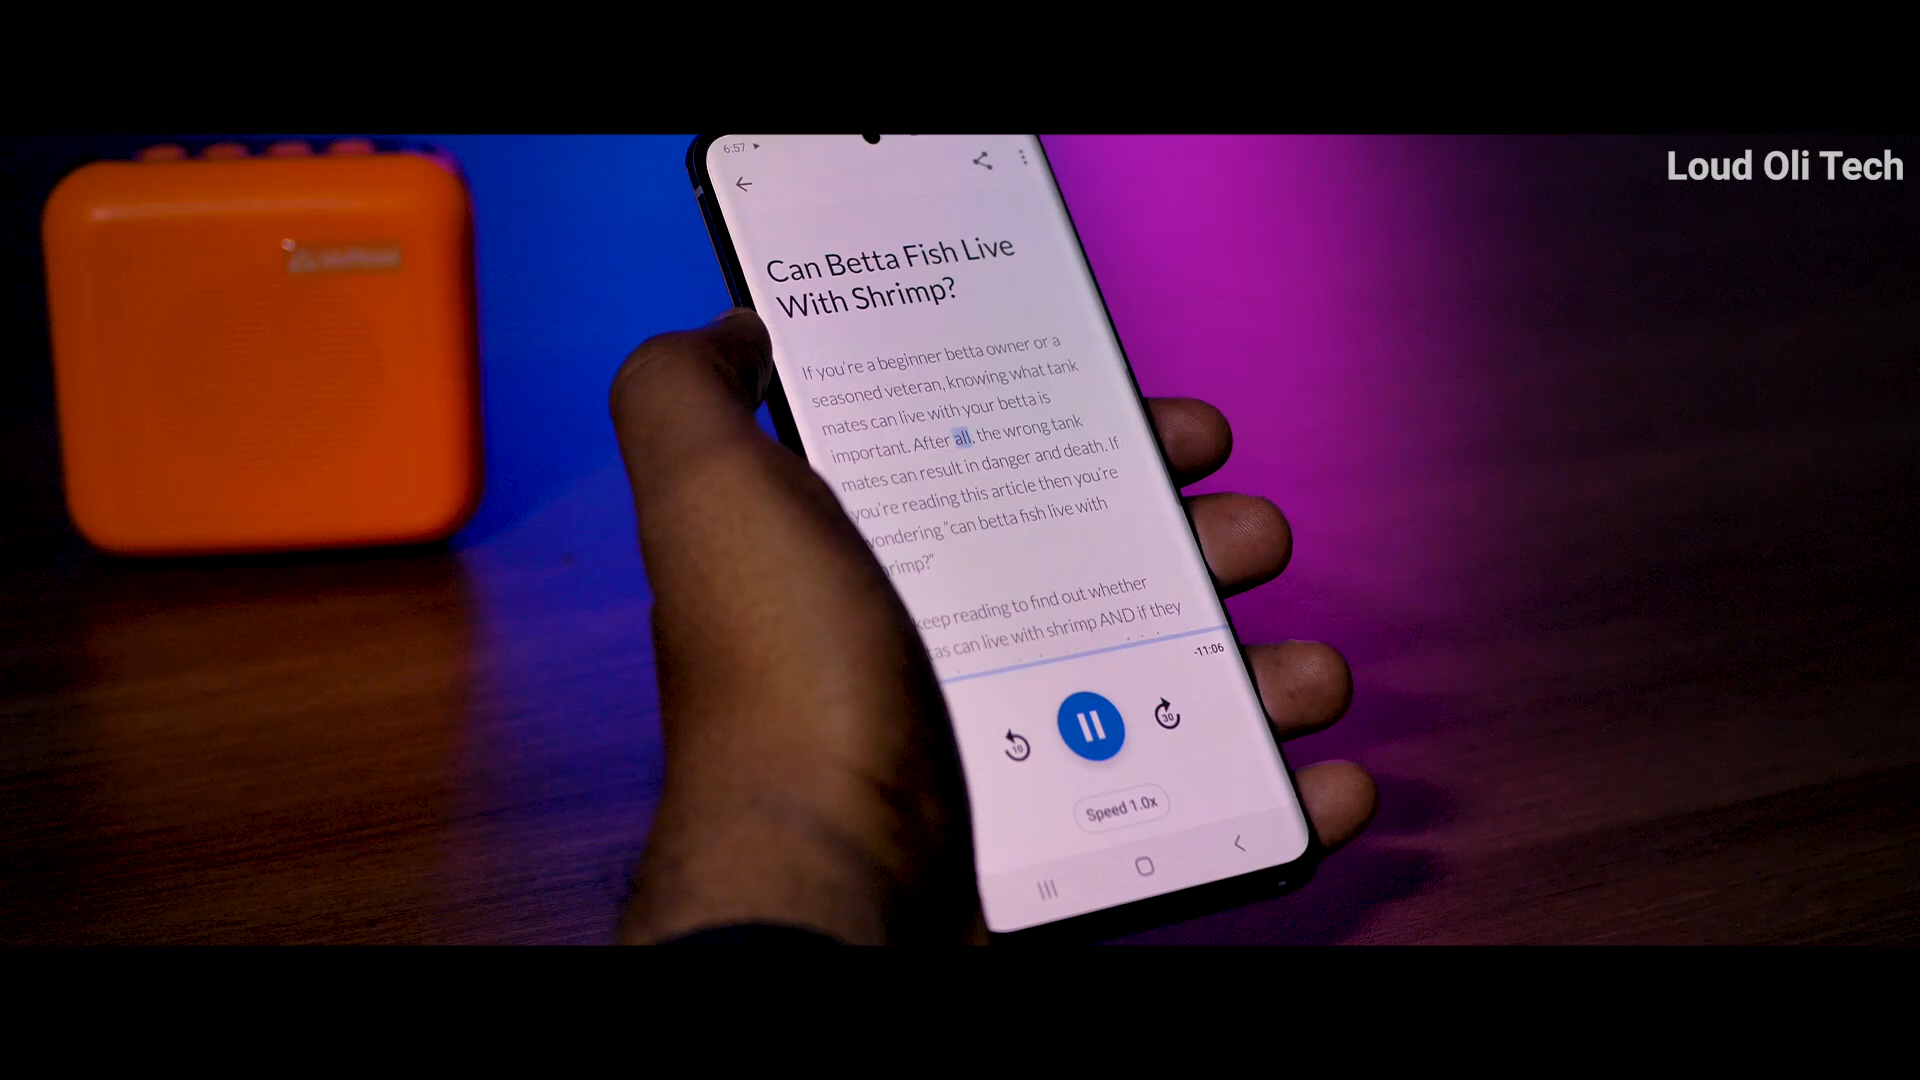 Loud Oli Tech
6:57
Can Betta Fish Live
With Shrimp?
If you're a beginner betta owner or a
seasoned veteran, knowing what tank
mates can live with your betta is
important. After all, the wrong tank
mates can result in danger and death. If
you're reading this article then you're
wondering "can betta fish live with
rimp?"
keep reading to find out whether
tas can live with shrimp AND if they
-11:06
10
30
Speed 1.0x